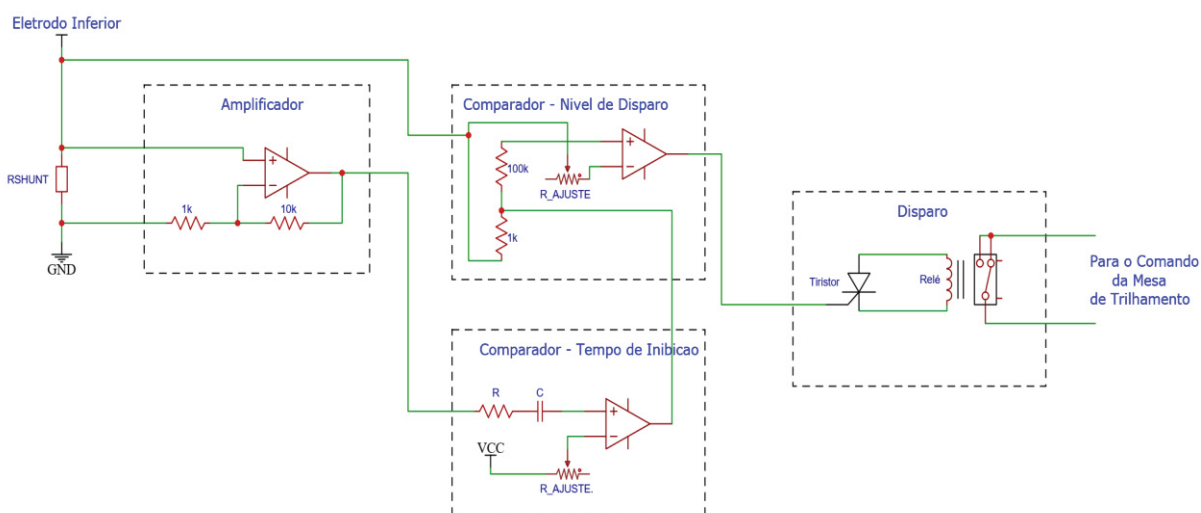 Eletrodo Inferior
Amplificador
RSHUNT
1k
10k
GND
Comparador - Nivel de Disparo
100k
R_AJUSTE
1k
Comparador - Tempo de Inibicao
R
C
VCC
R_AJUSTE.
Disparo
Tiristor
Relé
Para o Comando
da Mesa
de Trilhamento